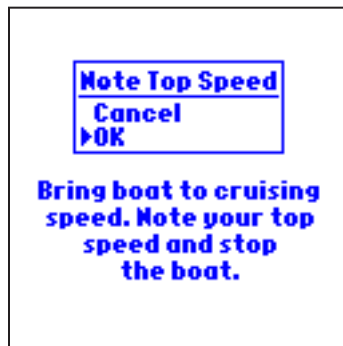 Note Top Speed
Cancel
▶OK
Bring boat to cruising
speed. Note your top
speed and stop
the boat.